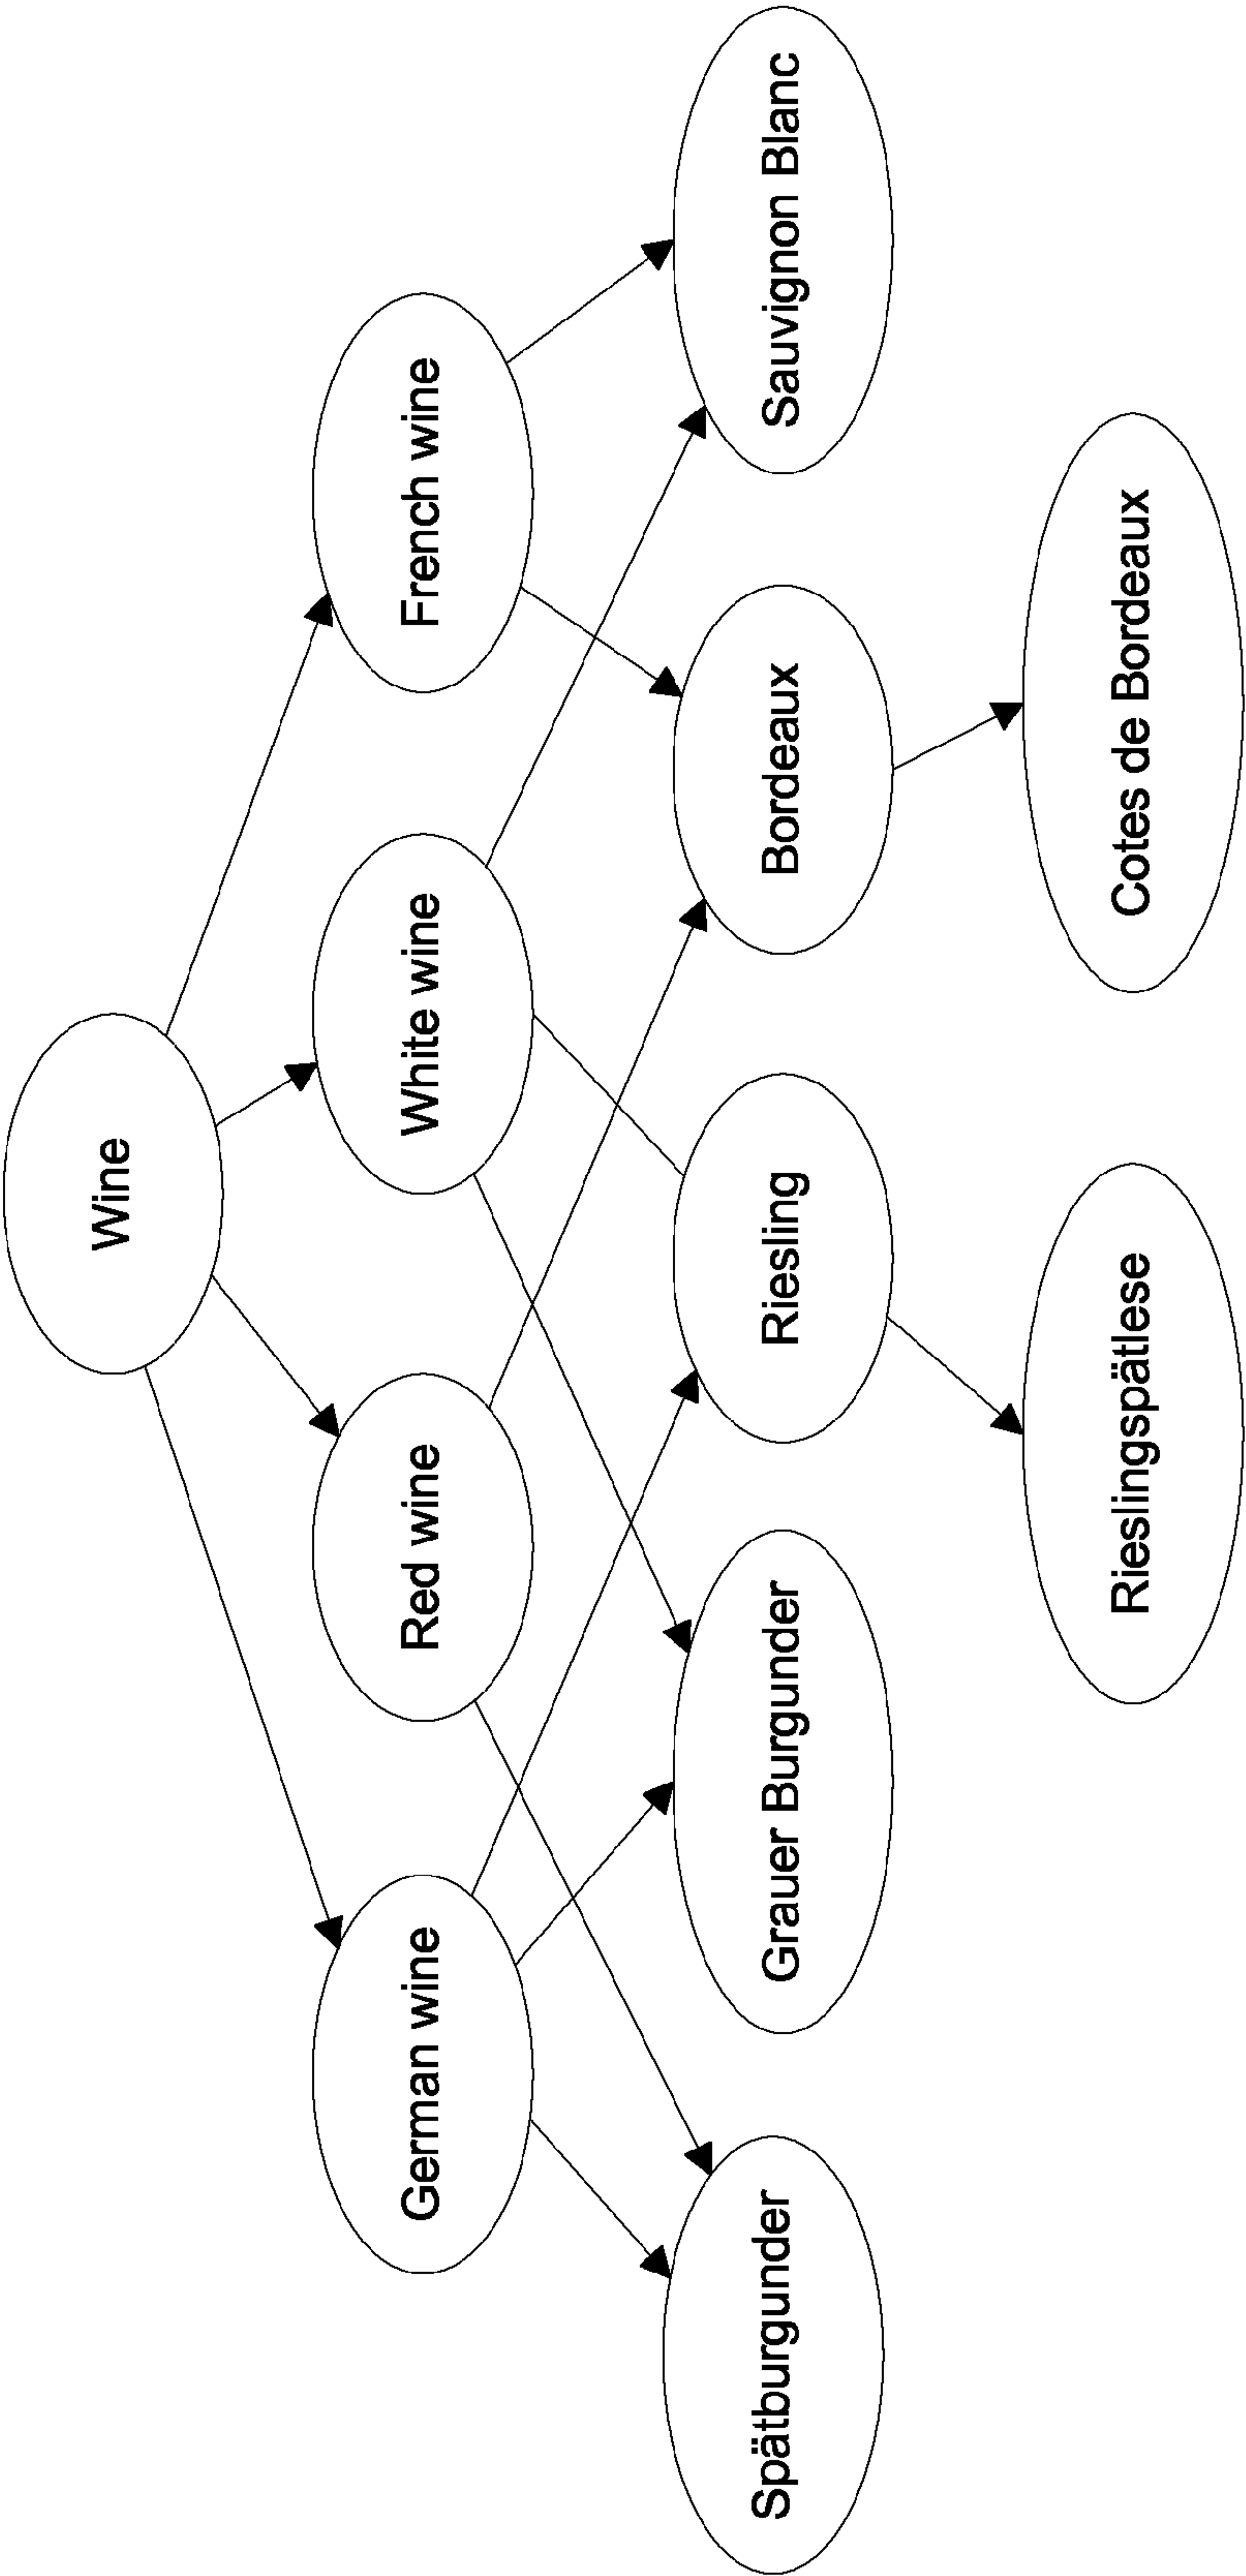 Wine
German wine
Red wine
White wine
French wine
Spätburgunder
Grauer Burgunder
Riesling
Bordeaux
Sauvignon Blanc
Rieslingspätlese
Cotes de Bordeaux